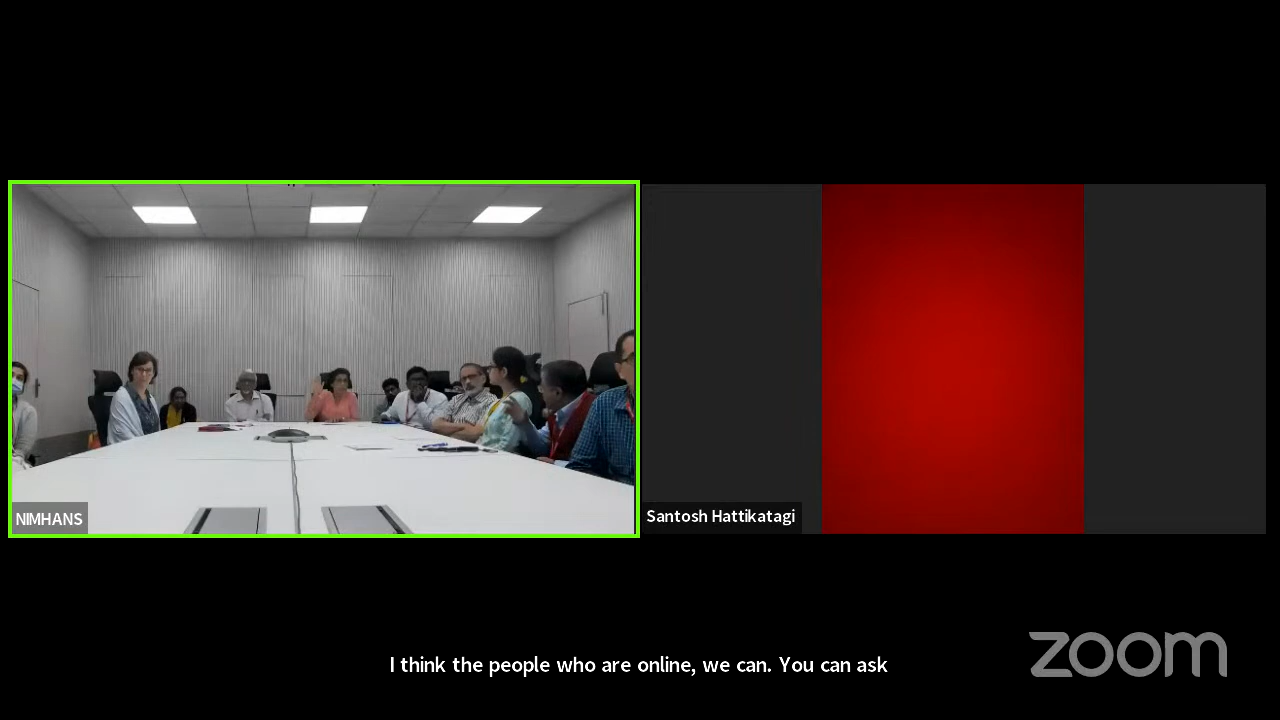 NIMHANS
Santosh Hattikatagi
I think the people who are online, we can. You can ask
zoom